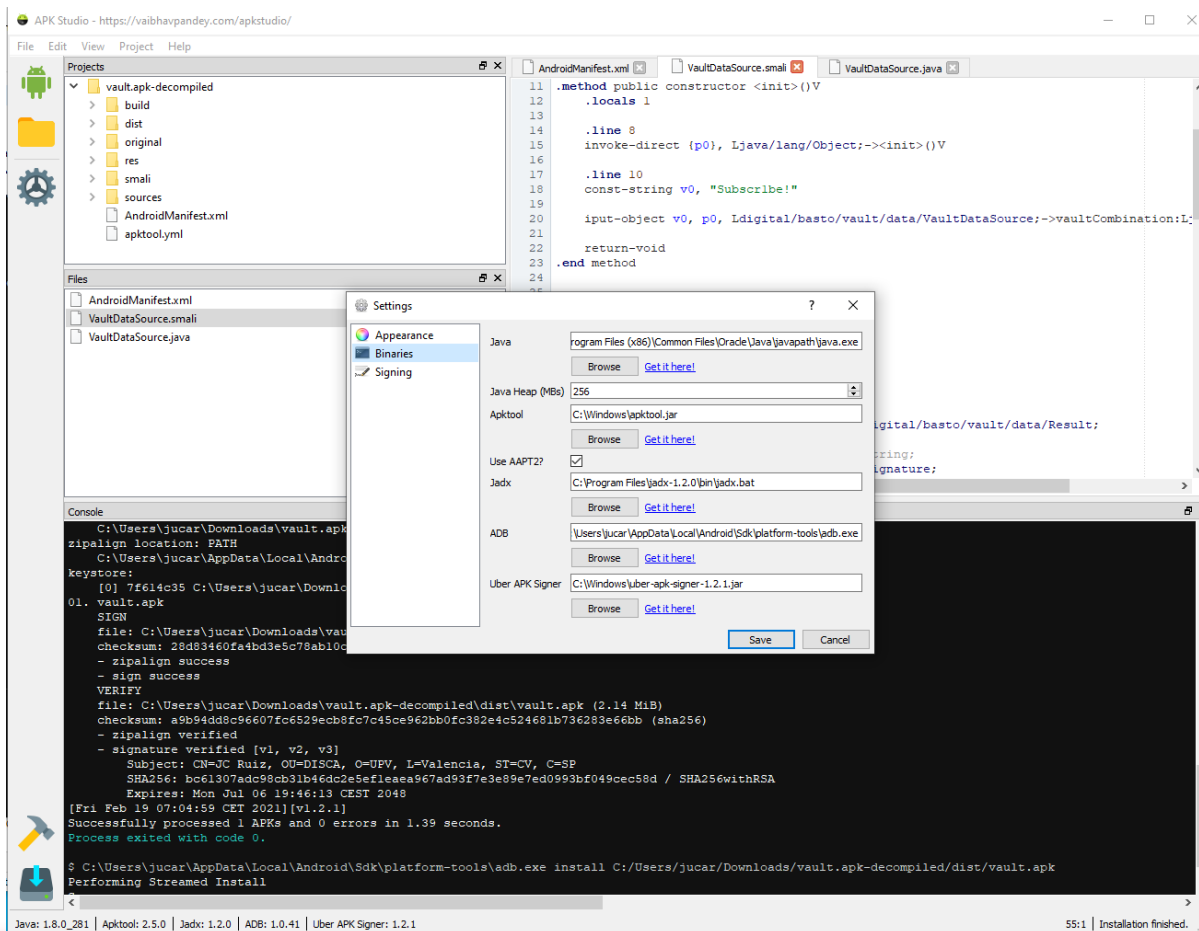 APK Studio - https://vaibhavpandey.com/apkstudio/
File Edit View Project Help
Projects
vault.apk-decompiled
build
dist
original
res
smali
sources
AndroidManifest.xml
apktool.yml
Files
AndroidManifest.xml
VaultDataSource.smali
VaultDataSource.java
AndroidManifest.xml VaultDataSource.smali VaultDataSource.java
11 .method public constructor <init>()V
12 .locals 1
13
14 .line 8
15 invoke-direct {p0}, Ljava/lang/Object;-><init>()V
16
17 .line 10
18 const-string v0, "Subscr1be!"
19
20 iput-object v0, p0, Ldigital/basto/vault/data/VaultDataSource;->vaultCombination:Lj
21
22 return-void
23 .end method
24
igital/basto/vault/data/Result;
tring;
ignature;
Settings ?
Appearance
Binaries
Signing
Java rogram Files (x86)\Common Files\Oracle\Java\javapath\java.exe
Browse Get it here!
Java Heap (MBs) 256
Apktool C:\Windows\apktool.jar
Browse Get it here!
Use AAPT2?
Jadx C:\Program Files\jadx-1.2.0\bin\jadx.bat
Browse Get it here!
ADB :\Users\jucar\AppData\Local\Android\Sdk\platform-tools\adb.exe
Browse Get it here!
Uber APK Signer C:\Windows\uber-apk-signer-1.2.1.jar
Browse Get it here!
Save Cancel
Console
C:\Users\jucar\Downloads\vault.apk
zipalign location: PATH
C:\Users\jucar\AppData\Local\Andro
keystore:
[0] 7f614c35 C:\Users\jucar\Downlo
01. vault.apk
SIGN
file: C:\Users\jucar\Downloads\vau
checksum: 28d83460fa4bd3e5c78ab10c
- zipalign success
- sign success
VERIFY
file: C:\Users\jucar\Downloads\vault.apk-decompiled\dist\vault.apk (2.14 MiB)
checksum: a9b94dd8c96607fc6529ecb8fc7c45ce962bb0fc382e4c524681b736283e66bb (sha256)
- zipalign verified
- signature verified [v1, v2, v3]
Subject: CN=JC Ruiz, OU=DISCA, O=UPV, L=Valencia, ST=CV, C=SP
SHA256: bc61307adc98cb31b46dc2e5ef1eaea967ad93f7e3e89e7ed0993bf049cec58d / SHA256withRSA
Expires: Mon Jul 06 19:46:13 CEST 2048
[Fri Feb 19 07:04:59 CET 2021][v1.2.1]
Successfully processed 1 APKs and 0 errors in 1.39 seconds.
Process exited with code 0.
$ C:\Users\jucar\AppData\Local\Android\Sdk\platform-tools\adb.exe install C:/Users/jucar/Downloads/vault.apk-decompiled/dist/vault.apk
Performing Streamed Install
Java: 1.8.0_281 | Apktool: 2.5.0 | Jadx: 1.2.0 | ADB: 1.0.41 | Uber APK Signer: 1.2.1 55:1 | Installation finished.